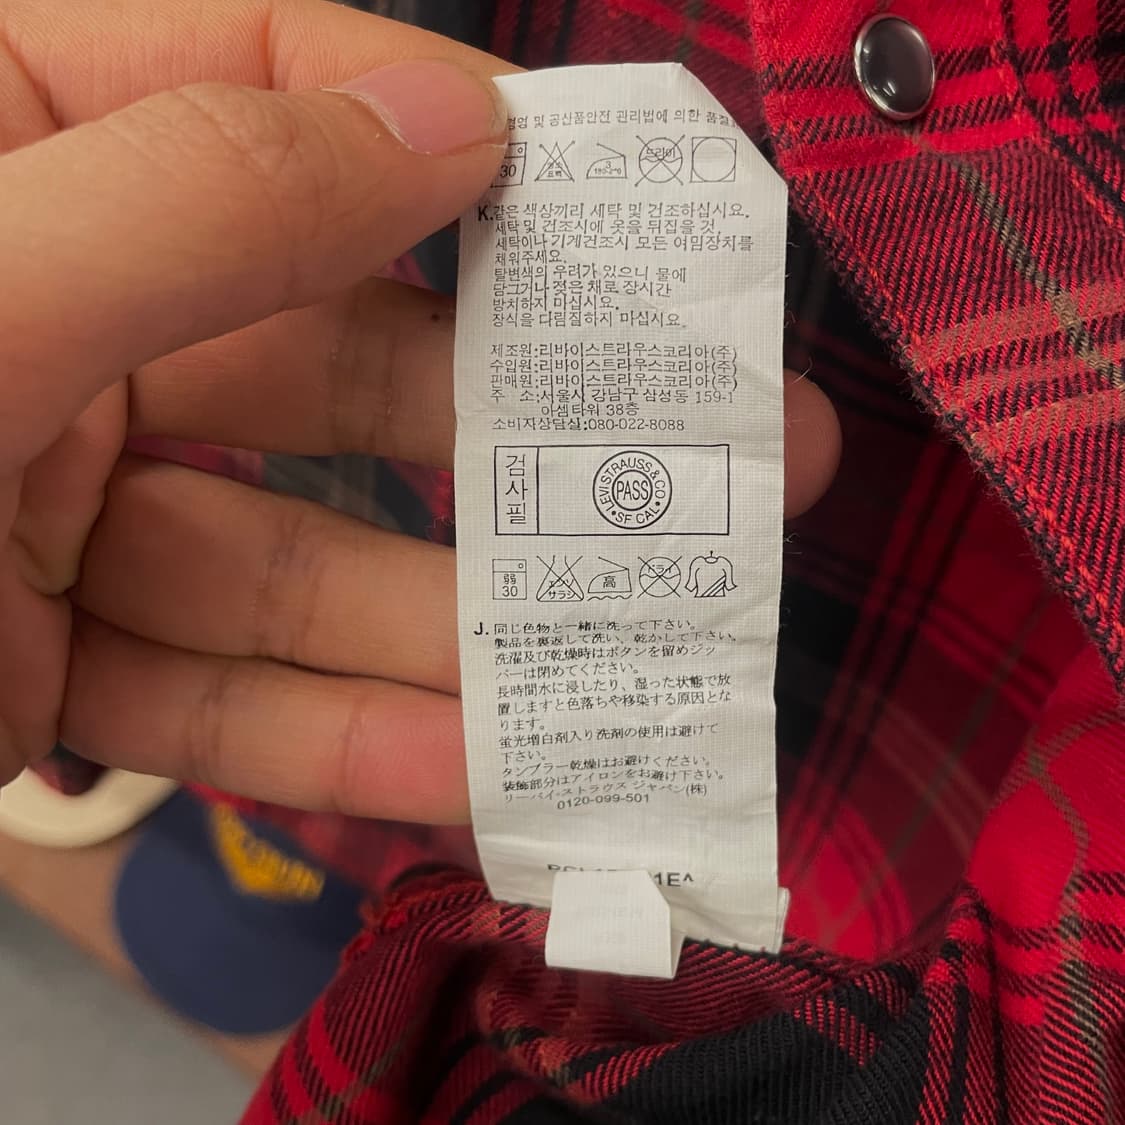 및 공산품안전 관리법에 의한
30
표백
3
드라이
K.같은 색상끼리 세탁 및 건조하십시요.
세탁 및 건조시에 옷을 뒤집을 것,
세탁이나 기계건조시 모든 여밈장치를
채워주세요.
탈변색의 우려가 있으니 물에
담그거나 젖은 채로 장시간
방치하지 마십시요.
장식을 다림질하지 마십시요.
제조원:리바이스트라우스코리아(주)
수입원:리바이스트라우스코리아(주)
판매원:리바이스트라우스코리아(주)
주 소:서울시 강남구 삼성동 159-1
아셈타워 38층
소비자상담실:080-022-8088
검사필
LEVI STRAUSS & CO
PASS
SF CAL
弱
30
エンソ
サラシ
高
ドライ
J. 同じ色物と一緒に洗って下さい。
製品を裏返して洗い、乾かして下さい。
洗濯及び乾燥時はボタンを留めジッ
パーは閉めてください。
長時間水に浸したり、湿った状態で放
置しますと色落ちや移染する原因とな
ります。
蛍光増白剤入り洗剤の使用は避けて
下さい。
タンブラー乾燥はお避けください。
装飾部分はアイロンをお避け下さい。
リーバイ・ストラウス ジャパン(株)
0120-099-501